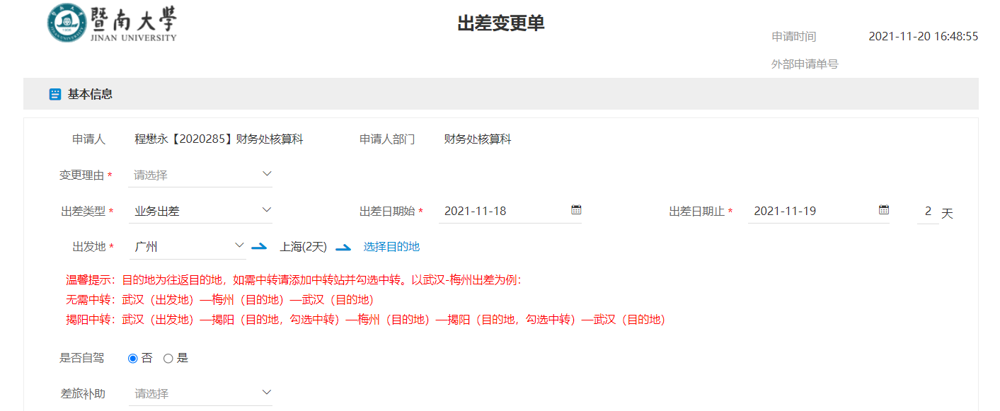 暨南大學
JINAN UNIVERSITY
出差变更单
申请时间 2021-11-20 16:48:55
外部申请单号
基本信息
申请人 程懋永【2020285】财务处核算科 申请人部门 财务处核算科
变更理由 * 请选择
出差类型 * 业务出差 出差日期始 * 2021-11-18 出差日期止 * 2021-11-19 2 天
出发地 * 广州 上海(2天) 选择目的地
温馨提示：目的地为往返目的地，如需中转请添加中转站并勾选中转。以武汉-梅州出差为例：
无需中转：武汉（出发地）—梅州（目的地）—武汉（目的地）
揭阳中转：武汉（出发地）—揭阳（目的地，勾选中转）—梅州（目的地）—揭阳（目的地，勾选中转）—武汉（目的地）
是否自驾 否 是
差旅补助 请选择